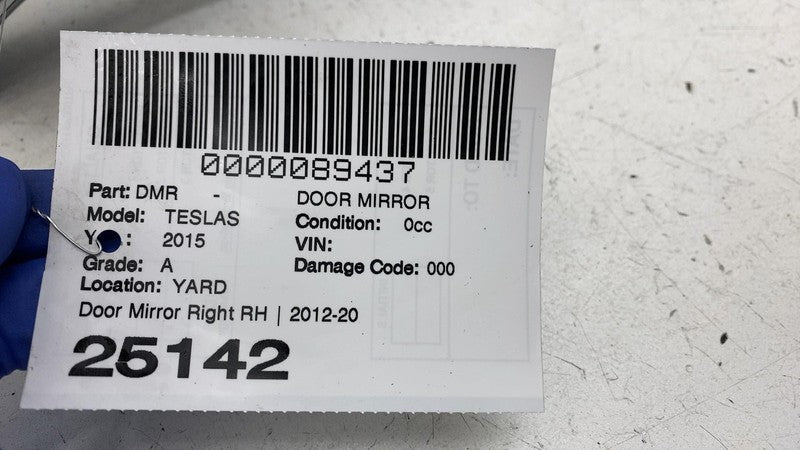 0000089437
Part: DMR - DOOR MIRROR
Model: TESLAS Condition: 0cc
2015 VIN:
Grade: A Damage Code: 000
Location: YARD
Door Mirror Right RH | 2012-20
25142